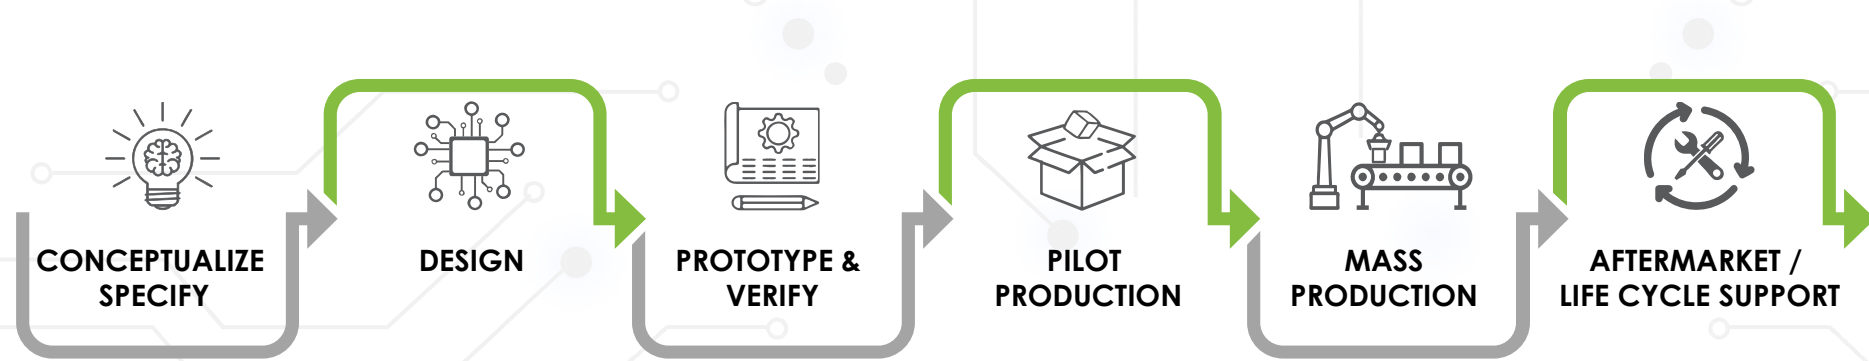 CONCEPTUALIZE
SPECIFY
DESIGN
PROTOTYPE &
VERIFY
PILOT
PRODUCTION
MASS
PRODUCTION
AFTERMARKET /
LIFE CYCLE SUPPORT